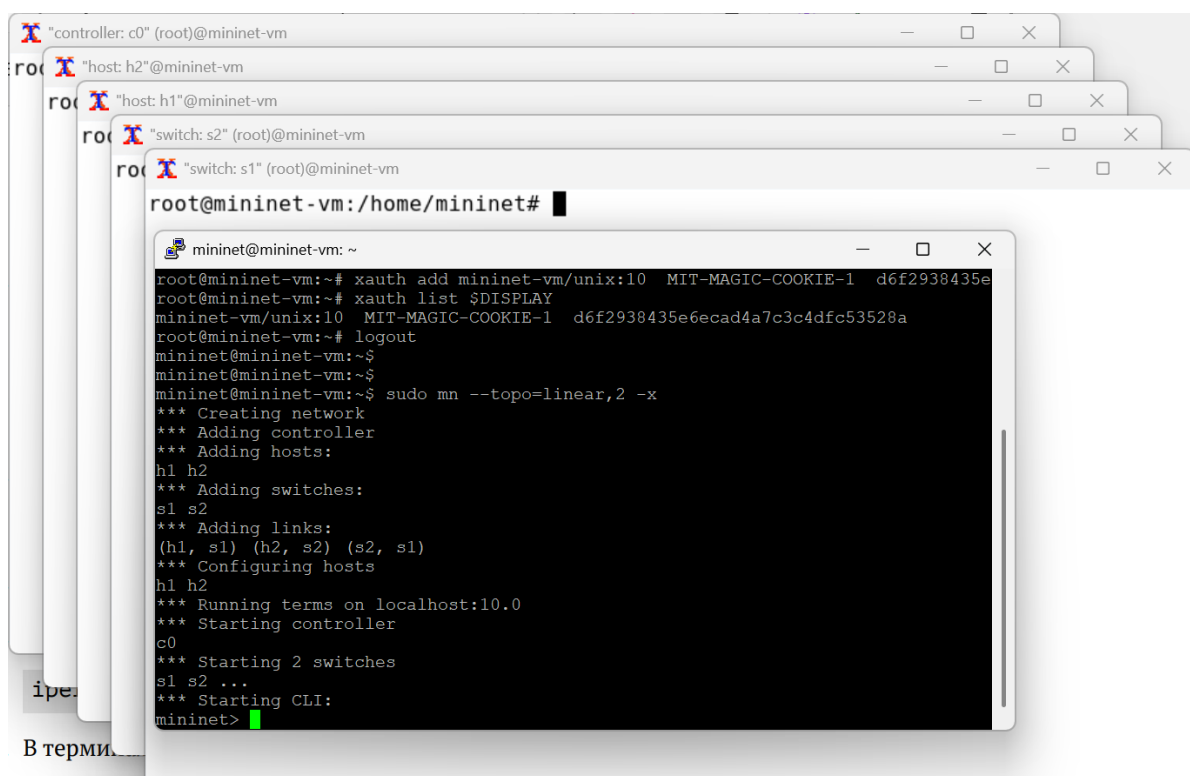 "controller: c0" (root)@mininet-vm
"host: h2"@mininet-vm
"host: h1"@mininet-vm
"switch: s2" (root)@mininet-vm
"switch: s1" (root)@mininet-vm
root@mininet-vm:/home/mininet#
mininet@mininet-vm: ~
root@mininet-vm:~# xauth add mininet-vm/unix:10  MIT-MAGIC-COOKIE-1  d6f2938435e
root@mininet-vm:~# xauth list $DISPLAY
mininet-vm/unix:10  MIT-MAGIC-COOKIE-1  d6f2938435e6ecad4a7c3c4dfc53528a
root@mininet-vm:~# logout
mininet@mininet-vm:~$
mininet@mininet-vm:~$
mininet@mininet-vm:~$ sudo mn --topo=linear,2 -x
*** Creating network
*** Adding controller
*** Adding hosts:
h1 h2
*** Adding switches:
s1 s2
*** Adding links:
(h1, s1) (h2, s2) (s2, s1)
*** Configuring hosts
h1 h2
*** Running terms on localhost:10.0
*** Starting controller
c0
*** Starting 2 switches
s1 s2 ...
*** Starting CLI:
mininet>
В